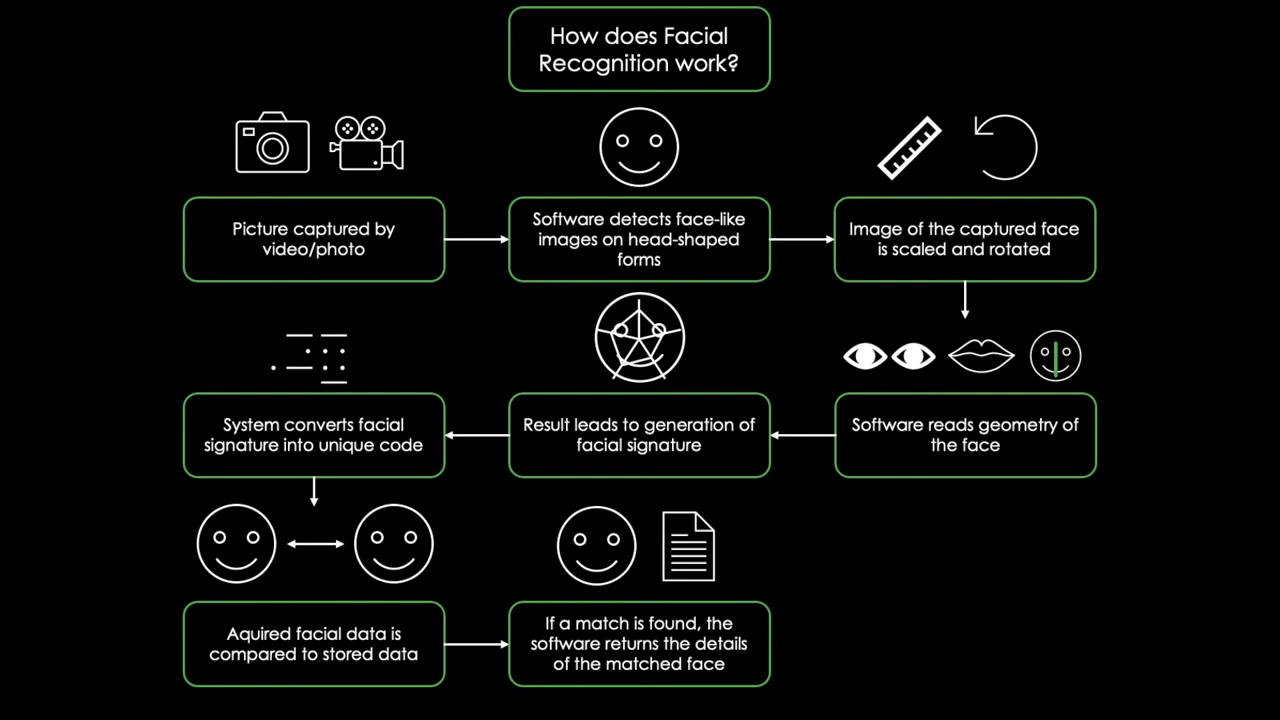 How does Facial
Recognition work?
Picture captured by
video/photo
Software detects face-like
images on head-shaped
forms
Image of the captured face
is scaled and rotated
Software reads geometry of
the face
Result leads to generation of
facial signature
System converts facial
signature into unique code
Aquired facial data is
compared to stored data
If a match is found, the
software returns the details
of the matched face